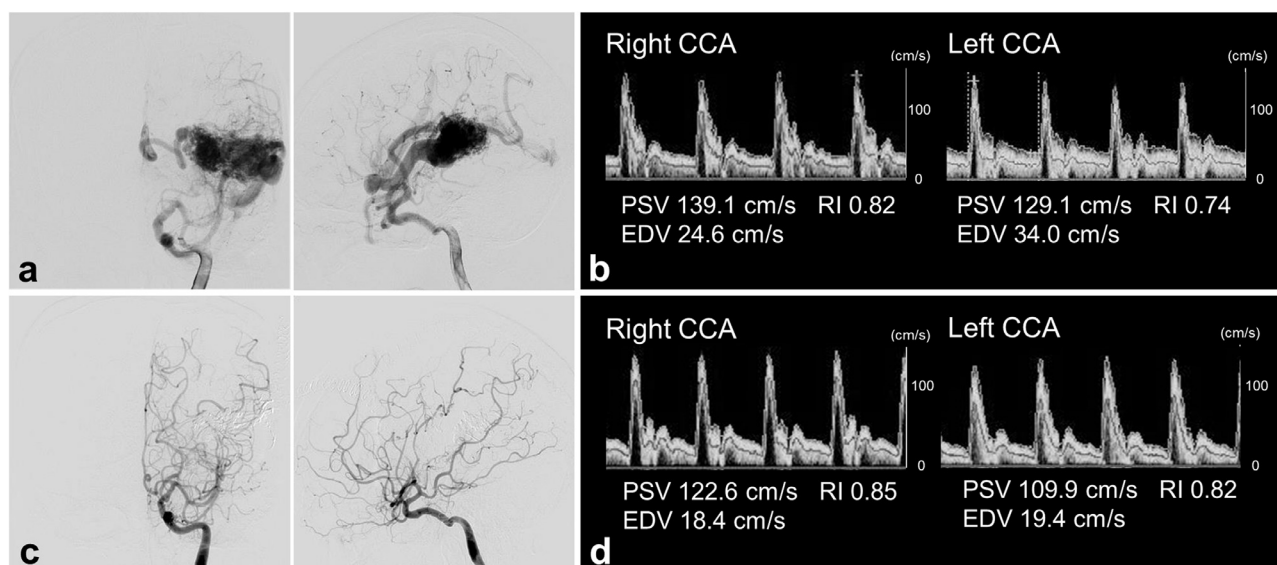 a
b
Right CCA
(cm/s)
100
0
PSV 139.1 cm/s RI 0.82
EDV 24.6 cm/s
Left CCA
(cm/s)
100
0
PSV 129.1 cm/s RI 0.74
EDV 34.0 cm/s
c
d
Right CCA
(cm/s)
100
0
PSV 122.6 cm/s RI 0.85
EDV 18.4 cm/s
Left CCA
(cm/s)
100
0
PSV 109.9 cm/s RI 0.82
EDV 19.4 cm/s